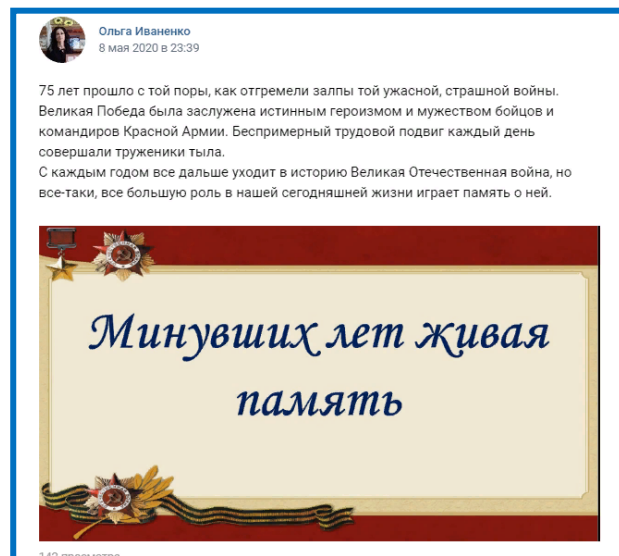 Ольга Иваненко
8 мая 2020 в 23:39
75 лет прошло с той поры, как отгремели залпы той ужасной, страшной войны.
Великая Победа была заслужена истинным героизмом и мужеством бойцов и
командиров Красной Армии. Беспримерный трудовой подвиг каждый день
совершали труженики тыла.
С каждым годом все дальше уходит в историю Великая Отечественная война, но
все-таки, все большую роль в нашей сегодняшней жизни играет память о ней.
Минувших лет живая
память